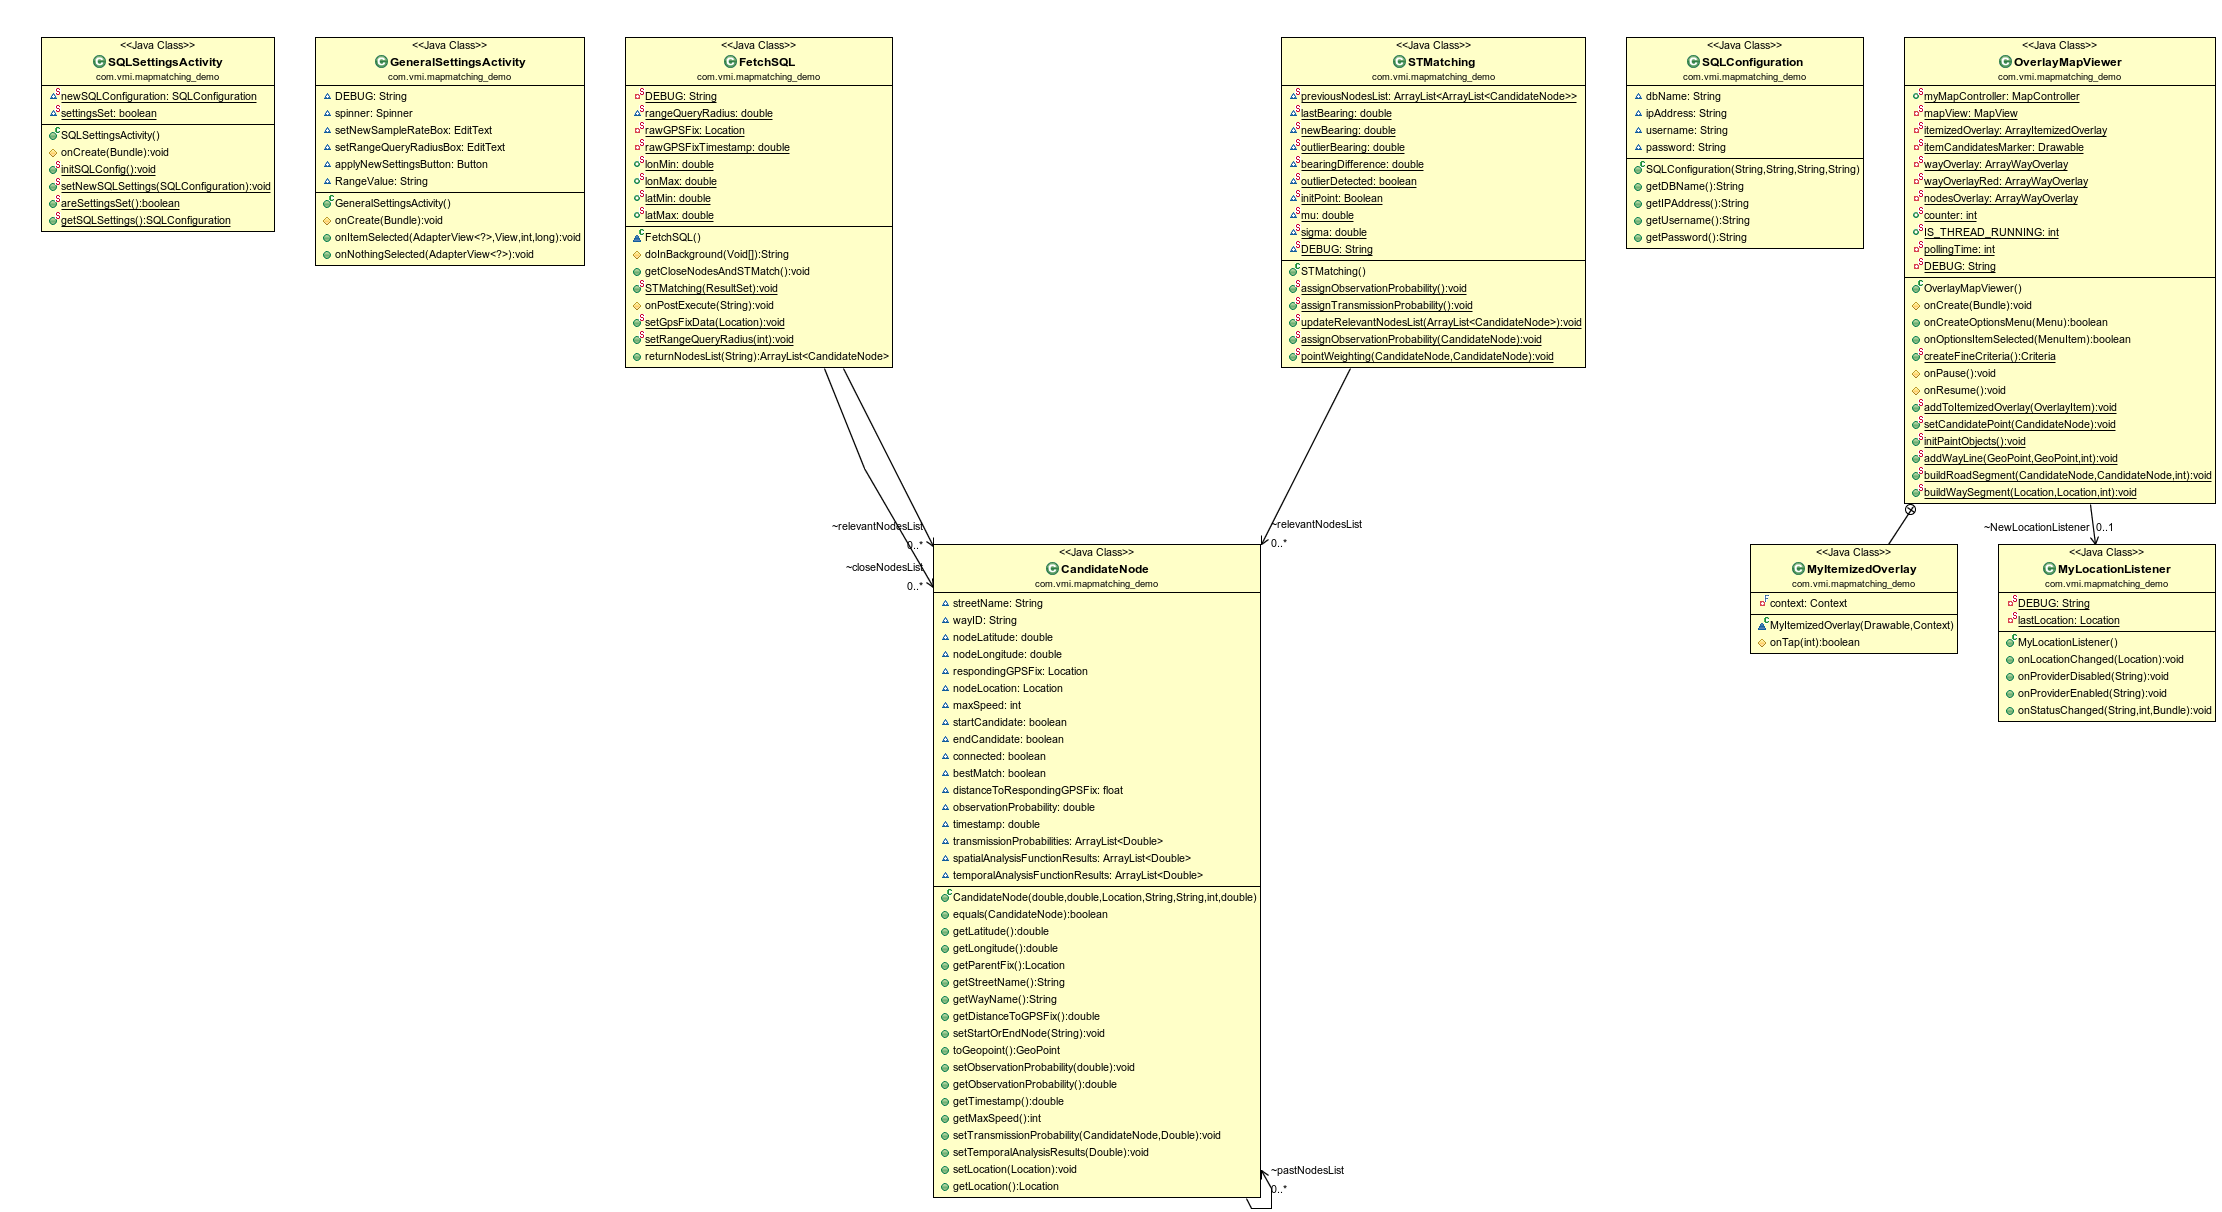 <<Java Class>>
SQLSettingsActivity
com.vmi.mapmatching_demo
newSQLConfiguration: SQLConfiguration
settingsSet: boolean
SQLSettingsActivity()
onCreate(Bundle):void
initSQLConfig():void
setNewSQLSettings(SQLConfiguration):void
areSettingsSet():boolean
getSQLSettings():SQLConfiguration
<<Java Class>>
GeneralSettingsActivity
com.vmi.mapmatching_demo
DEBUG: String
spinner: Spinner
setNewSampleRateBox: EditText
setRangeQueryRadiusBox: EditText
applyNewSettingsButton: Button
RangeValue: String
GeneralSettingsActivity()
onCreate(Bundle):void
onItemSelected(AdapterView<?>,View,int,long):void
onNothingSelected(AdapterView<?>):void
<<Java Class>>
FetchSQL
com.vmi.mapmatching_demo
DEBUG: String
rangeQueryRadius: double
rawGPSFix: Location
rawGPSFixTimestamp: double
lonMin: double
lonMax: double
latMin: double
latMax: double
FetchSQL()
doInBackground(Void[]):String
getCloseNodesAndSTMatch():void
STMatching(ResultSet):void
onPostExecute(String):void
setGpsFixData(Location):void
setRangeQueryRadius(int):void
returnNodesList(String):ArrayList<CandidateNode>
<<Java Class>>
STMatching
com.vmi.mapmatching_demo
previousNodesList: ArrayList<ArrayList<CandidateNode>>
lastBearing: double
newBearing: double
outlierBearing: double
bearingDifference: double
outlierDetected: boolean
initPoint: Boolean
mu: double
sigma: double
DEBUG: String
STMatching()
assignObservationProbability():void
assignTransmissionProbability():void
updateRelevantNodesList(ArrayList<CandidateNode>):void
assignObservationProbability(CandidateNode):void
pointWeighting(CandidateNode,CandidateNode):void
<<Java Class>>
SQLConfiguration
com.vmi.mapmatching_demo
dbName: String
ipAddress: String
username: String
password: String
SQLConfiguration(String,String,String,String)
getDBName():String
getIPAddress():String
getUsername():String
getPassword():String
<<Java Class>>
OverlayMapViewer
com.vmi.mapmatching_demo
myMapController: MapController
mapView: MapView
itemizedOverlay: ArrayItemizedOverlay
itemCandidatesMarker: Drawable
wayOverlay: ArrayWayOverlay
wayOverlayRed: ArrayWayOverlay
nodesOverlay: ArrayWayOverlay
counter: int
IS_THREAD_RUNNING: int
pollingTime: int
DEBUG: String
OverlayMapViewer()
onCreate(Bundle):void
onCreateOptionsMenu(Menu):boolean
onOptionsItemSelected(MenuItem):boolean
createFineCriteria():Criteria
onPause():void
onResume():void
addToItemizedOverlay(OverlayItem):void
setCandidatePoint(CandidateNode):void
initPaintObjects():void
addWayLine(GeoPoint,GeoPoint,int):void
buildRoadSegment(CandidateNode,CandidateNode,int):void
buildWaySegment(Location,Location,int):void
~relevantNodesList
0..*
~closeNodesList
0..*
~relevantNodesList
0..*
~NewLocationListener 0..1
<<Java Class>>
CandidateNode
com.vmi.mapmatching_demo
streetName: String
wayID: String
nodeLatitude: double
nodeLongitude: double
respondingGPSFix: Location
nodeLocation: Location
maxSpeed: int
startCandidate: boolean
endCandidate: boolean
connected: boolean
bestMatch: boolean
distanceToRespondingGPSFix: float
observationProbability: double
timestamp: double
transmissionProbabilities: ArrayList<Double>
spatialAnalysisFunctionResults: ArrayList<Double>
temporalAnalysisFunctionResults: ArrayList<Double>
CandidateNode(double,double,Location,String,String,int,double)
equals(CandidateNode):boolean
getLatitude():double
getLongitude():double
getParentFix():Location
getStreetName():String
getWayName():String
getDistanceToGPSFix():double
setStartOrEndNode(String):void
toGeopoint():GeoPoint
setObservationProbability(double):void
getObservationProbability():double
getTimestamp():double
getMaxSpeed():int
setTransmissionProbability(CandidateNode,Double):void
setTemporalAnalysisResults(Double):void
setLocation(Location):void
getLocation():Location
~pastNodesList
0..*
<<Java Class>>
MyItemizedOverlay
com.vmi.mapmatching_demo
context: Context
MyItemizedOverlay(Drawable,Context)
onTap(int):boolean
<<Java Class>>
MyLocationListener
com.vmi.mapmatching_demo
DEBUG: String
lastLocation: Location
MyLocationListener()
onLocationChanged(Location):void
onProviderDisabled(String):void
onProviderEnabled(String):void
onStatusChanged(String,int,Bundle):void